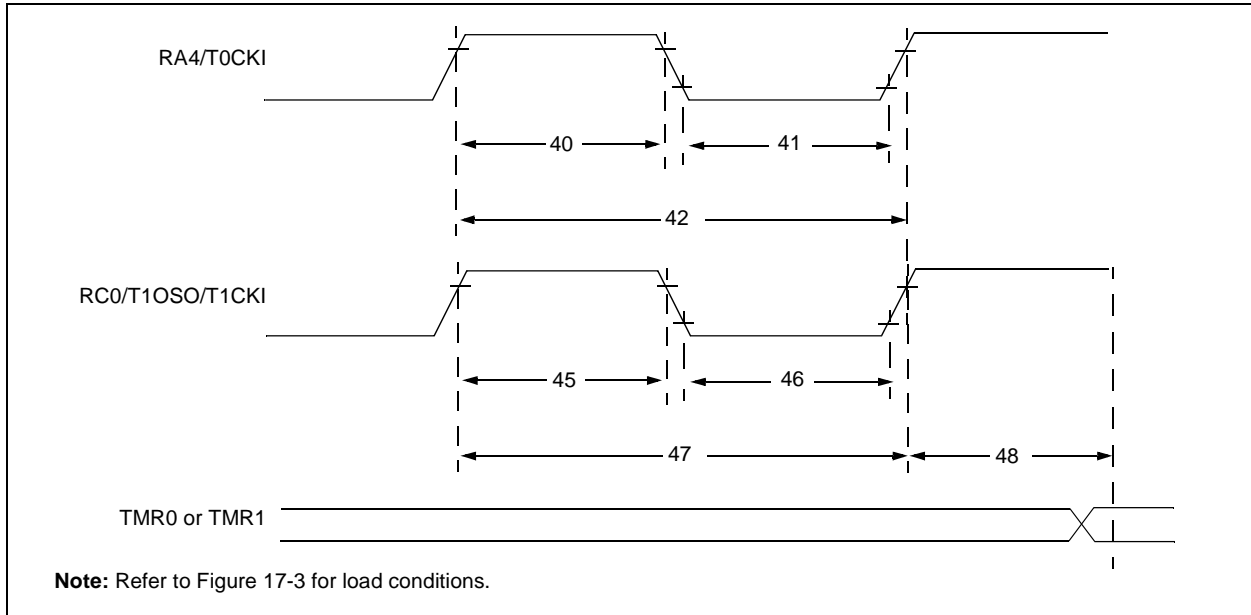 RA4/T0CKI
40
41
42
RC0/T1OSO/T1CKI
45
46
47
48
TMR0 or TMR1
Note: Refer to Figure 17-3 for load conditions.